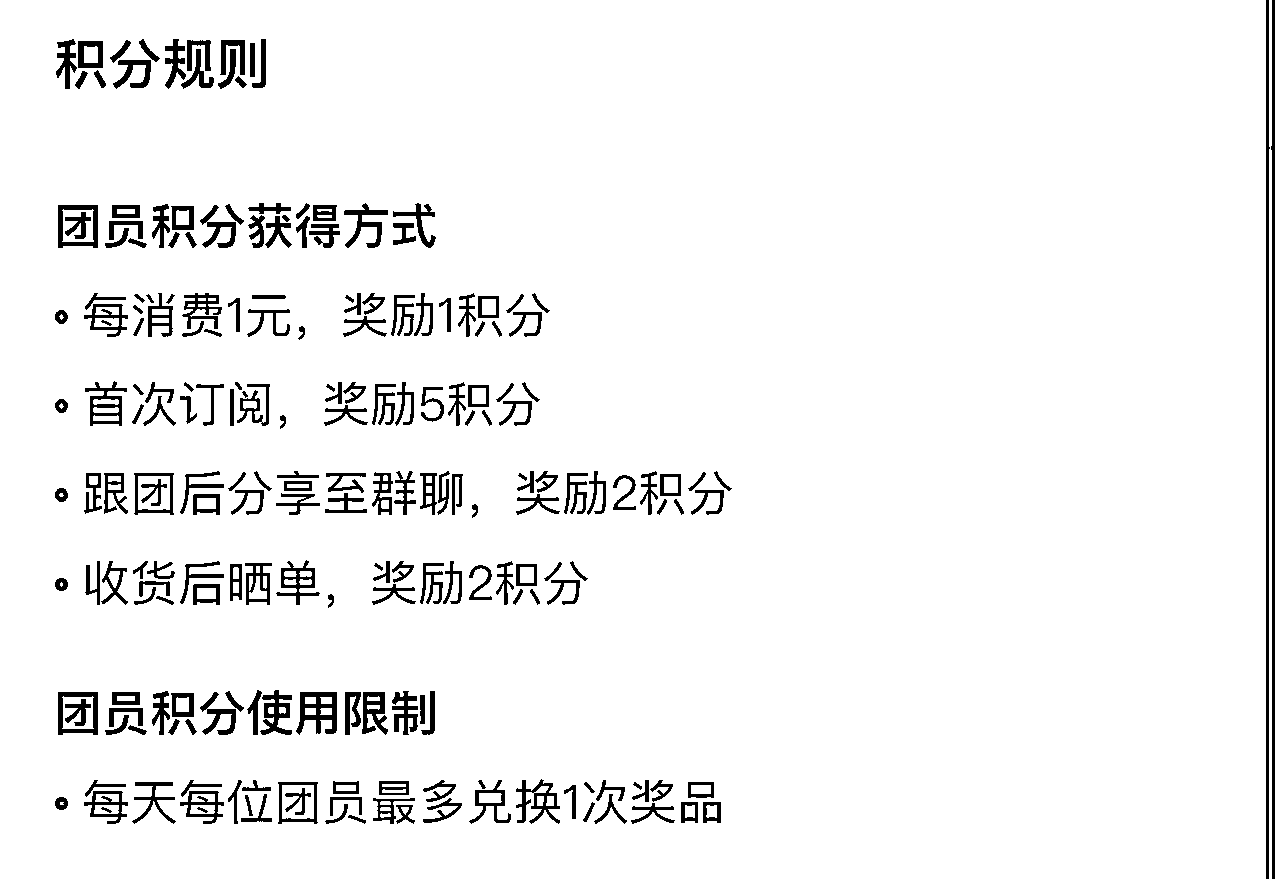 积分规则
团员积分获得方式
• 每消费1元，奖励1积分
• 首次订阅，奖励5积分
• 跟团后分享至群聊，奖励2积分
• 收货后晒单，奖励2积分
团员积分使用限制
• 每天每位团员最多兑换1次奖品